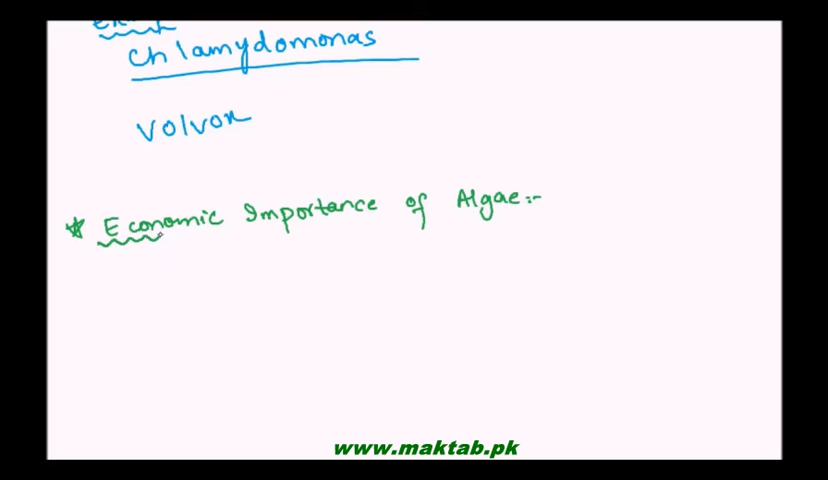 Chlamydomonas
Volvox
* Economic Importance of Algae:-
www.maktab.pk